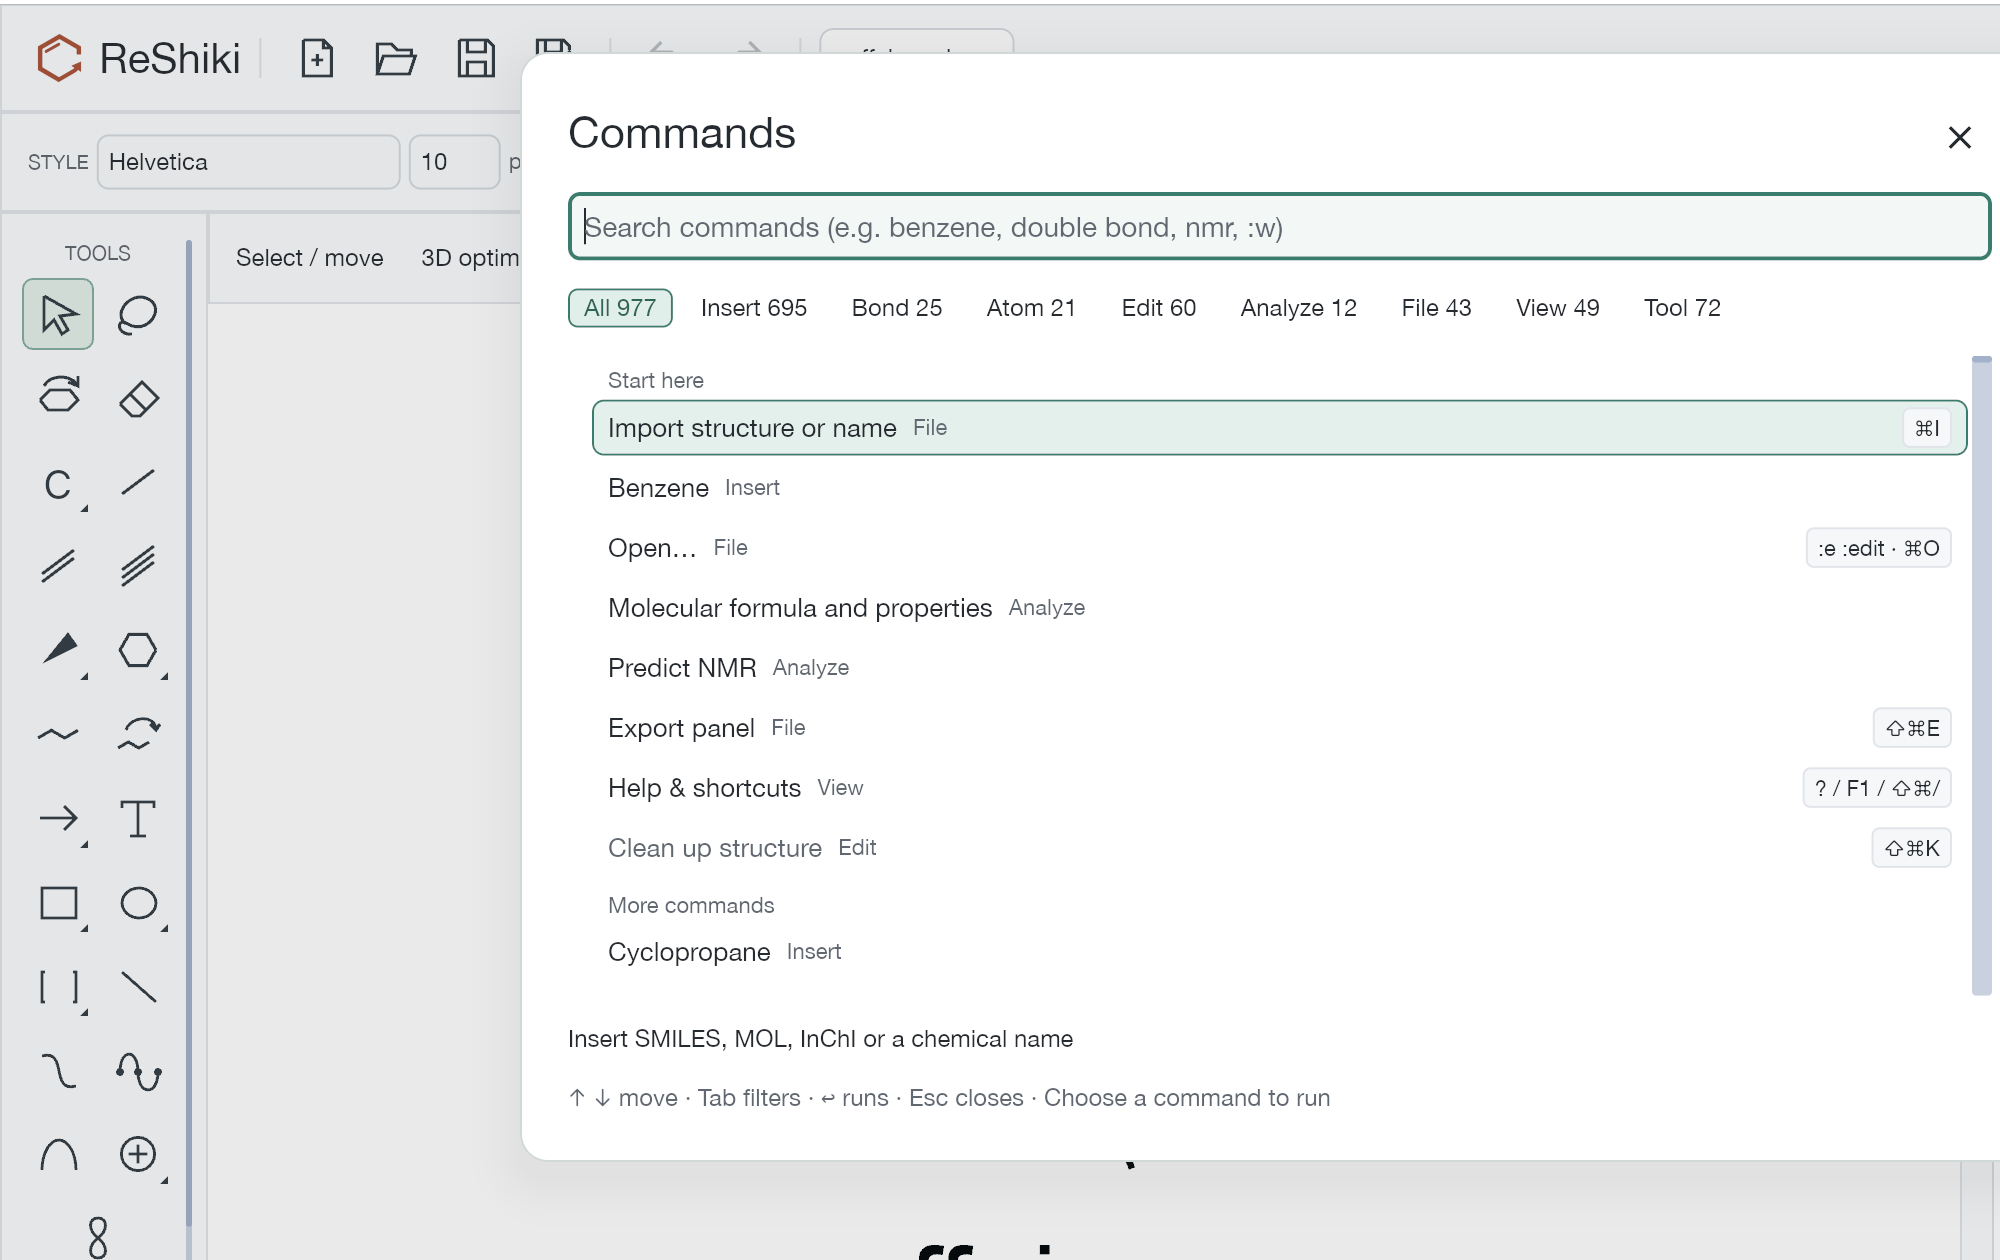 ReShiki
Commands
STYLE Helvetica 10 p
Search commands (e.g. benzene, double bond, nmr, :w)
TOOLS
Select / move 3D optim
All 977 Insert 695 Bond 25 Atom 21 Edit 60 Analyze 12 File 43 View 49 Tool 72
Start here
Import structure or name File ⌘I
Benzene Insert
C
Open... File :e :edit · ⌘O
Molecular formula and properties Analyze
Predict NMR Analyze
Export panel File ⇧⌘E
Help & shortcuts View ? / F1 / ⇧⌘/
T
Clean up structure Edit ⇧⌘K
More commands
Cyclopropane Insert
[ ]
Insert SMILES, MOL, InChI or a chemical name
↑ ↓ move · Tab filters · ↩ runs · Esc closes · Choose a command to run